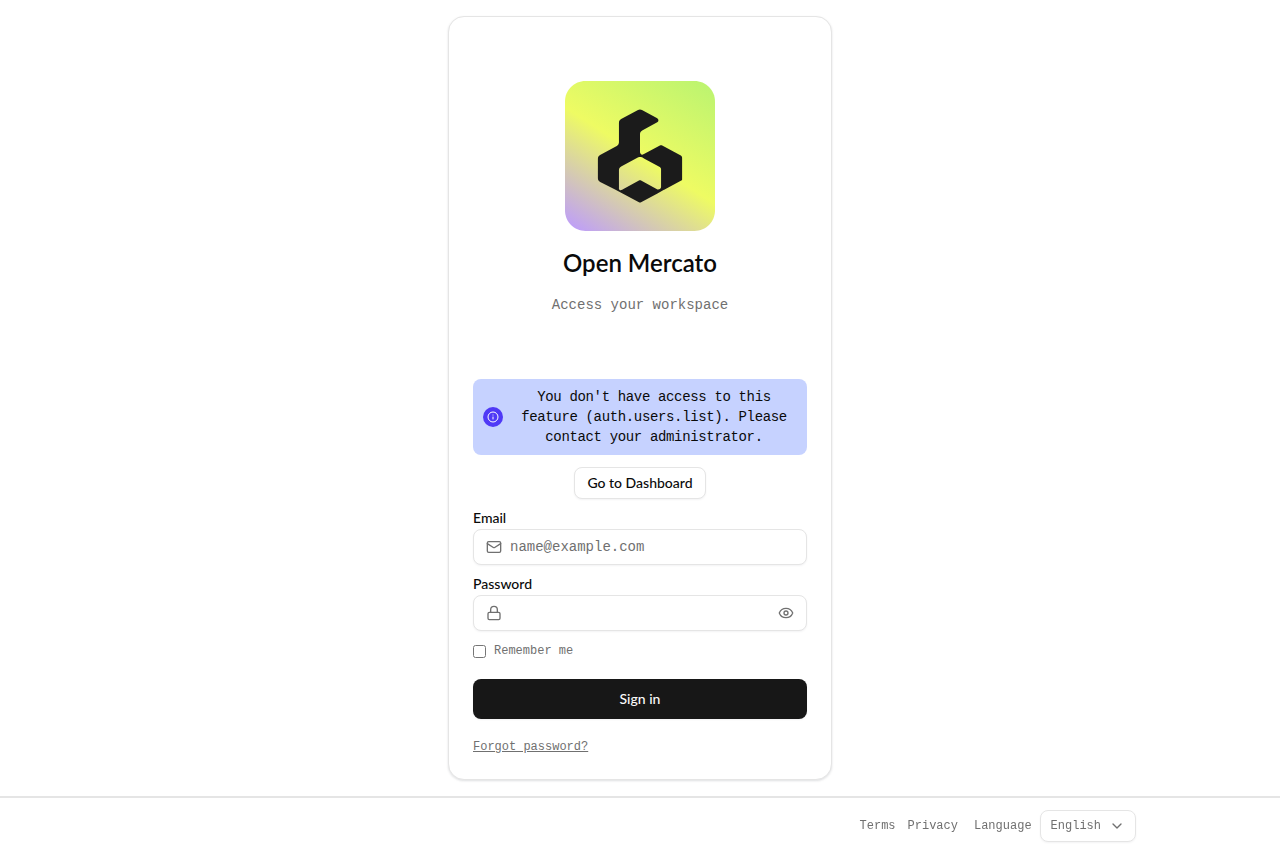 Open Mercato
Access your workspace
You don't have access to this
feature (auth.users.list). Please
contact your administrator.
Go to Dashboard
Email
name@example.com
Password
Remember me
Sign in
Forgot password?
Terms Privacy Language English